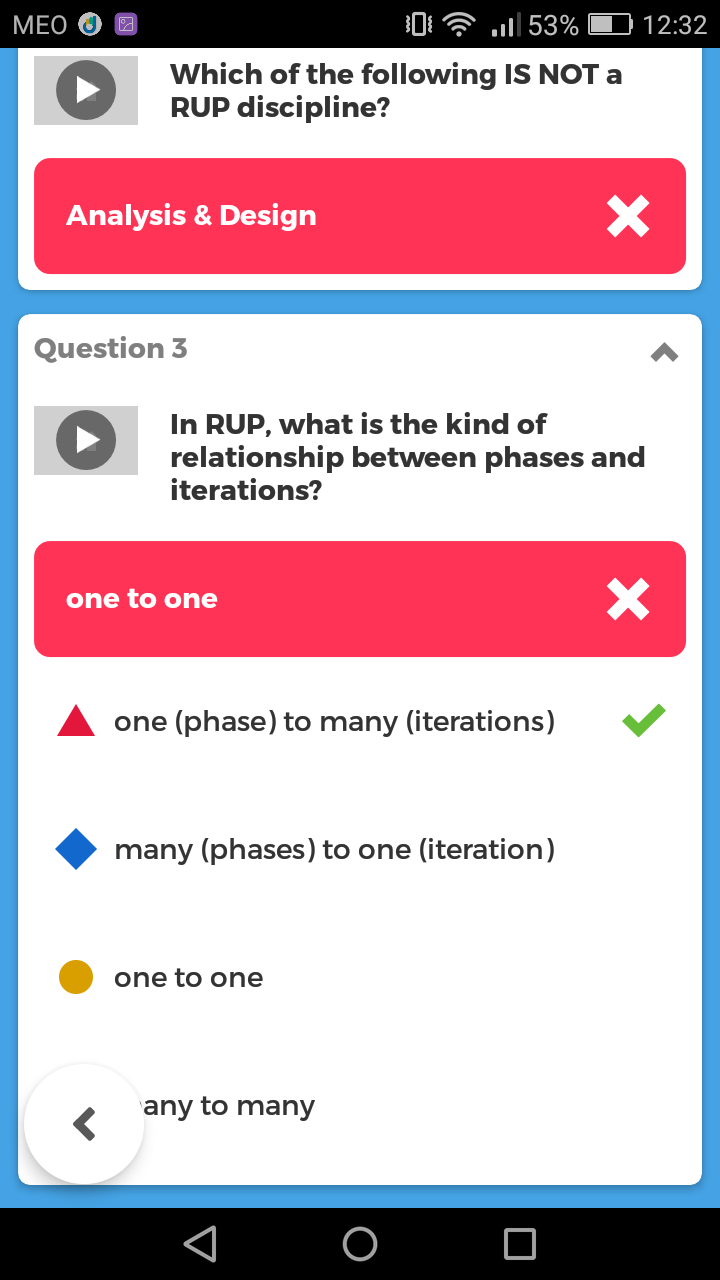 MEO 53% 12:32
Which of the following IS NOT a
RUP discipline?
Analysis & Design
Question 3
In RUP, what is the kind of
relationship between phases and
iterations?
one to one
one (phase) to many (iterations)
many (phases) to one (iteration)
one to one
any to many